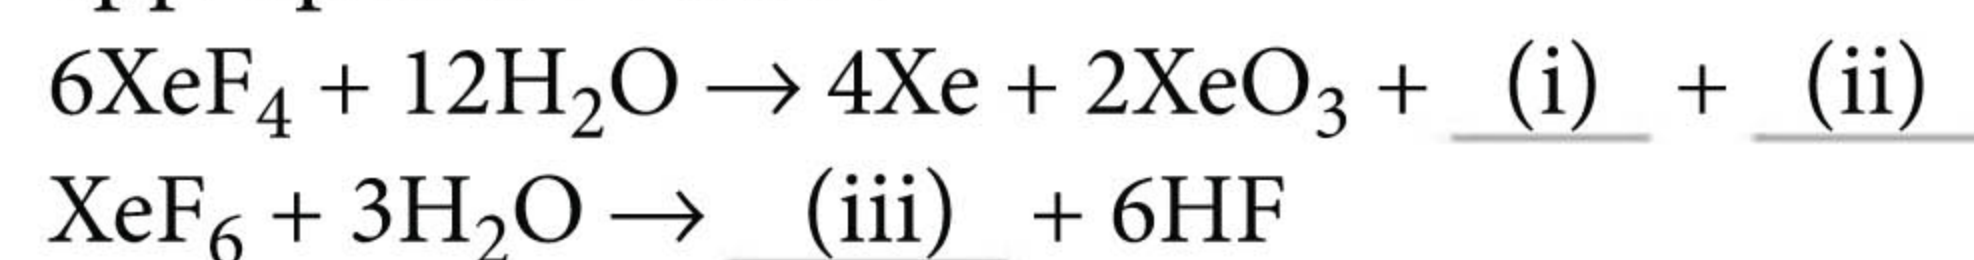 6XeF₄ + 12H₂O → 4Xe + 2XeO₃ + (i) + (ii)
XeF₆ + 3H₂O → (iii) + 6HF